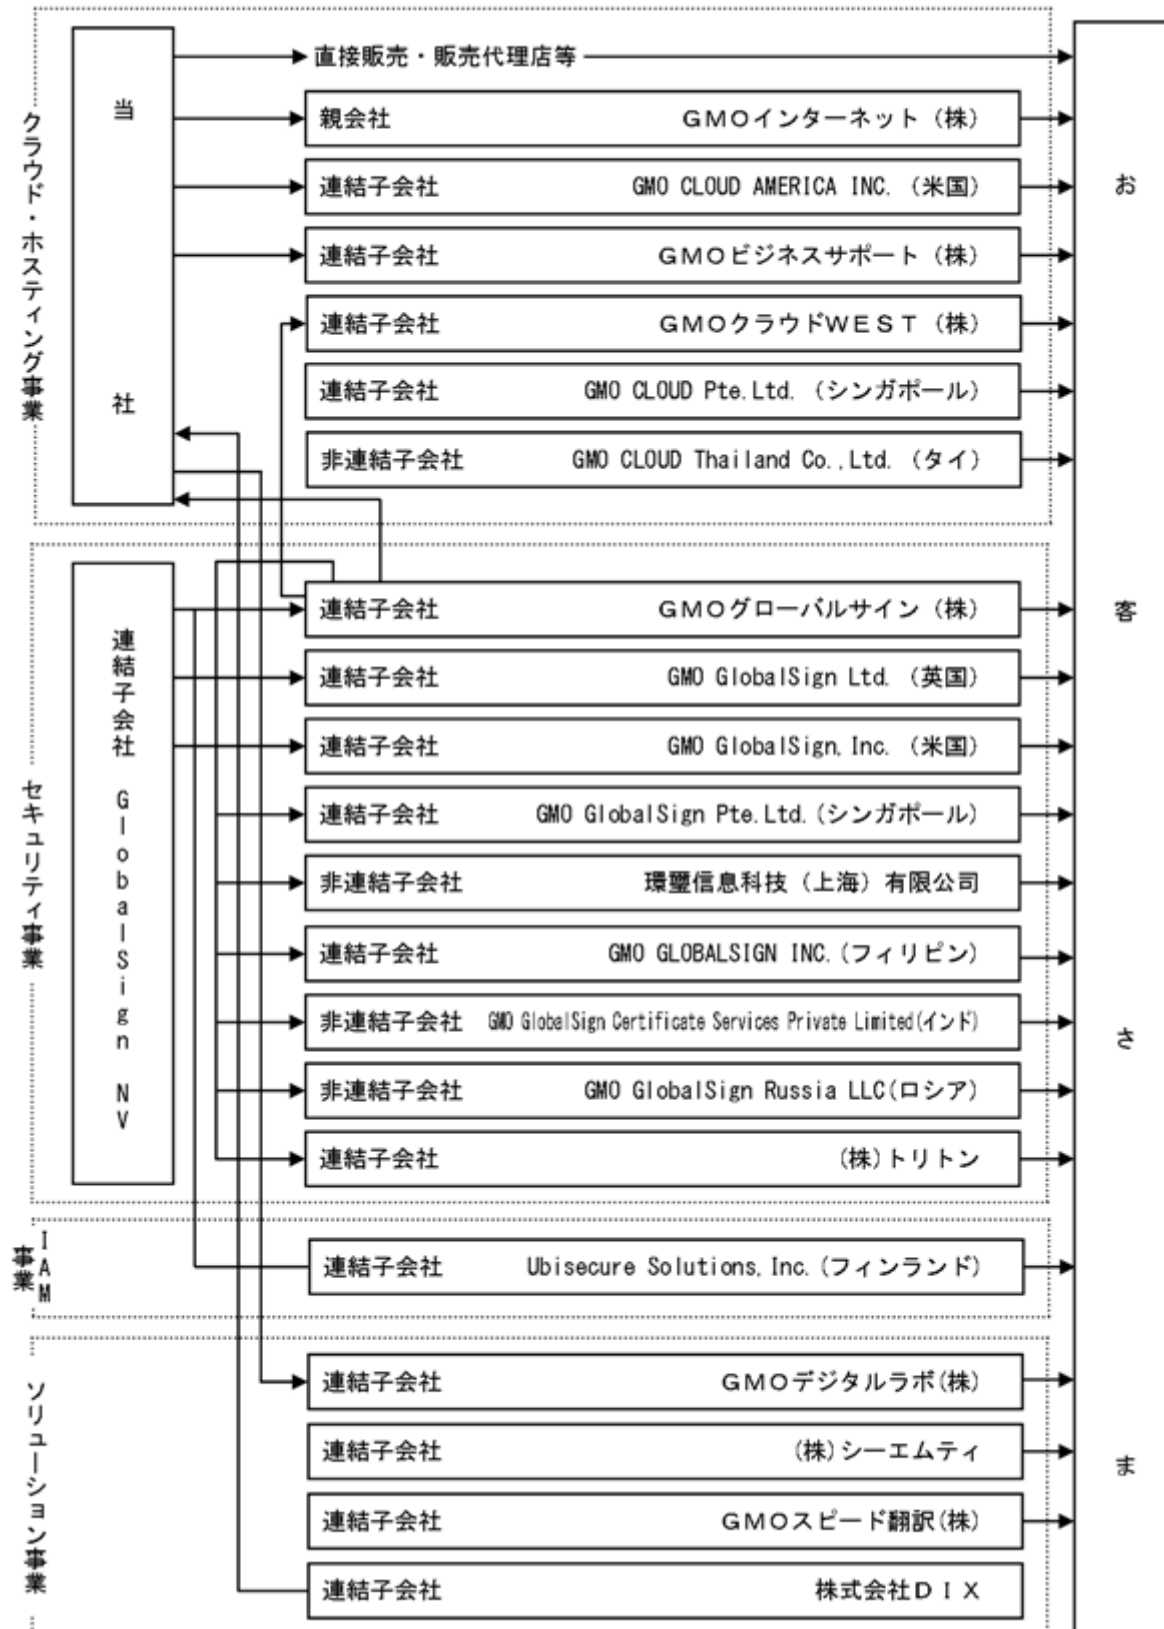 クラウド・ホスティング事業
当社
直接販売・販売代理店等
親会社 GMOインターネット（株）
連結子会社 GMO CLOUD AMERICA INC.（米国）
連結子会社 GMOビジネスサポート（株）
連結子会社 GMOクラウドWEST（株）
連結子会社 GMO CLOUD Pte.Ltd.（シンガポール）
非連結子会社 GMO CLOUD Thailand Co.,Ltd.（タイ）
セキュリティ事業
連結子会社 GlobalSign NV
連結子会社 GMOグローバルサイン（株）
連結子会社 GMO GlobalSign Ltd.（英国）
連結子会社 GMO GlobalSign,Inc.（米国）
連結子会社 GMO GlobalSign Pte.Ltd.(シンガポール)
非連結子会社 環璽信息科技（上海）有限公司
連結子会社 GMO GLOBALSIGN INC.(フィリピン)
非連結子会社 GMO GlobalSign Certificate Services Private Limited(インド)
非連結子会社 GMO GlobalSign Russia LLC(ロシア)
連結子会社 (株)トリトン
IAM事業
連結子会社 Ubisecure Solutions,Inc.(フィンランド)
ソリューション事業
連結子会社 GMOデジタルラボ(株)
連結子会社 (株)シーエムティ
連結子会社 GMOスピード翻訳(株)
連結子会社 株式会社DIX
お客さま